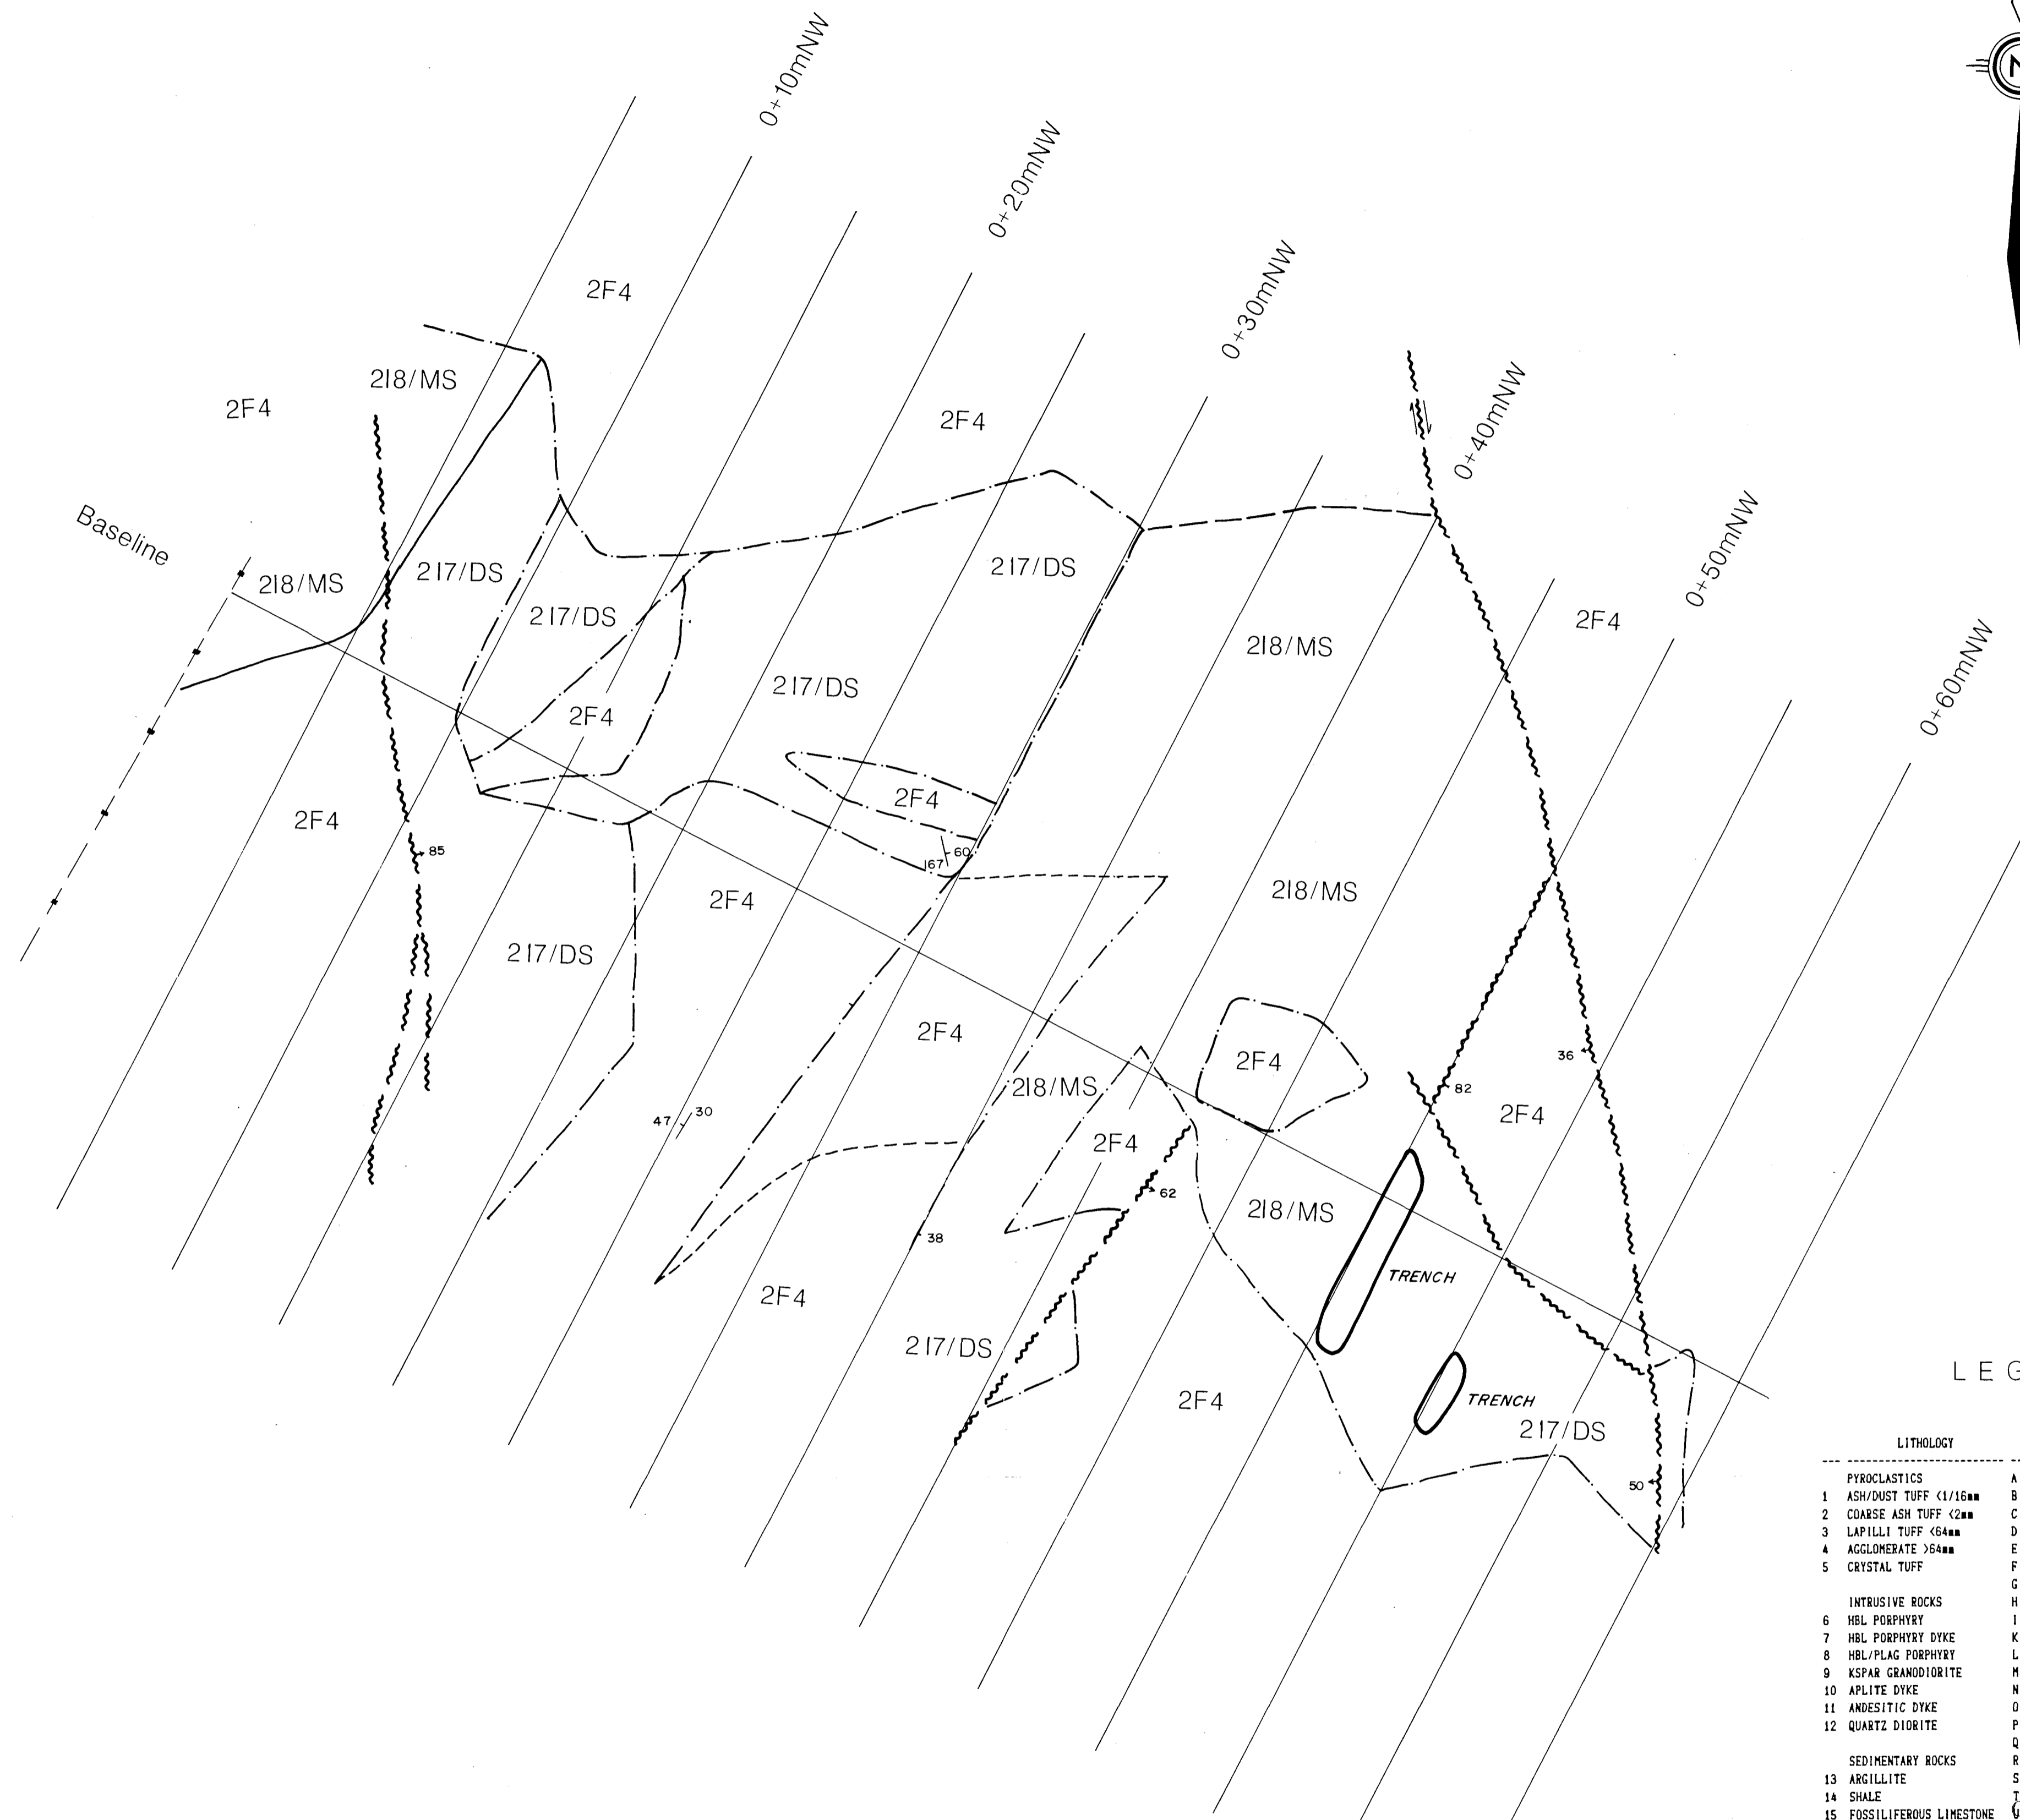 0+10mNW
0+20mNW
0+30mNW
0+40mNW
0+50mNW
0+60mNW
N
2F4
218/MS
2F4
2F4
Baseline
218/MS
217/DS
217/DS
217/DS
2F4
218/MS
2F4
217/DS
2F4
2F4
2F4
85
60
167
2F4
218/MS
217/DS
2F4
2F4
36
218/MS
82
2F4
47
30
2F4
62
218/MS
38
TRENCH
2F4
217/DS
2F4
TRENCH
217/DS
50
LEG
LITHOLOGY
PYROCLASTICS A
1 ASH/DUST TUFF <1/16mm B
2 COARSE ASH TUFF <2mm C
3 LAPILLI TUFF <64mm D
4 AGGLOMERATE >64mm E
5 CRYSTAL TUFF F
G
INTRUSIVE ROCKS H
6 HBL PORPHYRY I
7 HBL PORPHYRY DYKE K
8 HBL/PLAG PORPHYRY L
9 KSPAR GRANODIORITE M
10 APLITE DYKE N
11 ANDESITIC DYKE O
12 QUARTZ DIORITE P
Q
SEDIMENTARY ROCKS R
13 ARGILLITE S
14 SHALE T
15 FOSSILIFEROUS LIMESTONE